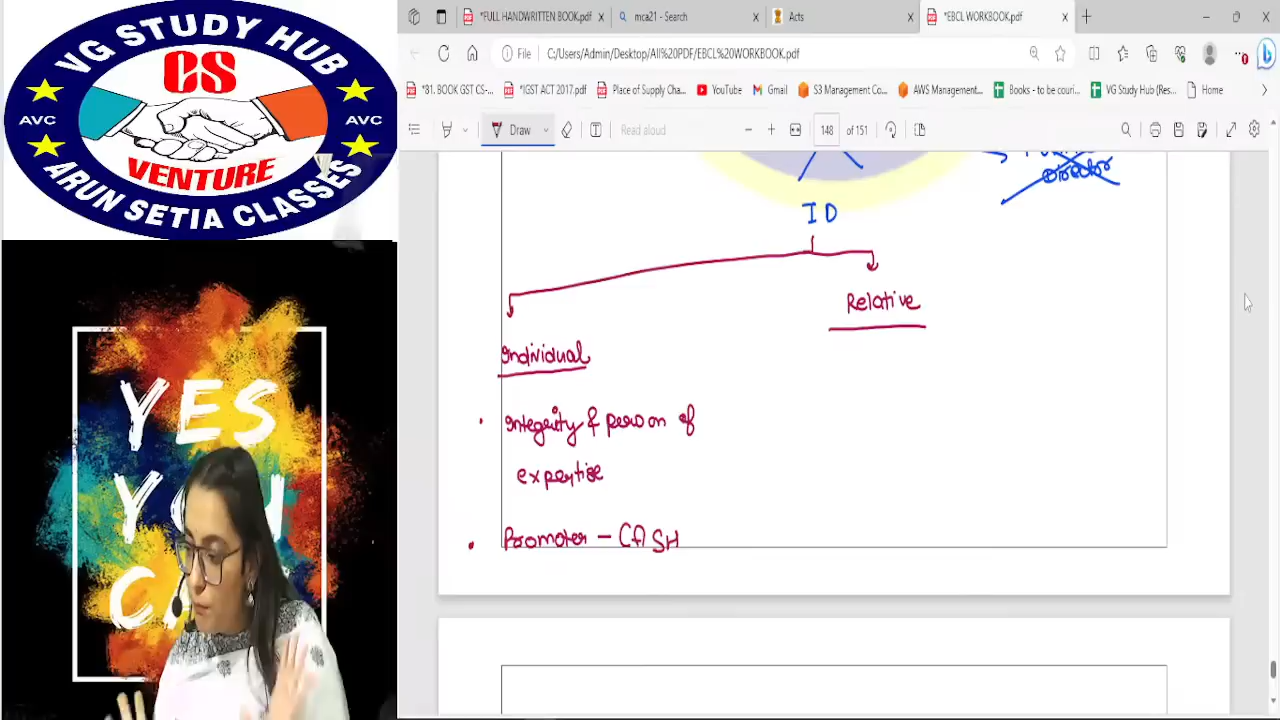 VG STUDY HUB
CS
AVC
AVC
VENTURE
ARUN SETIA CLASSES
YES
YOU
*FULL HANDWRITTEN BOOK.pdf
mca21 - Search
Acts
*EBCL WORKBOOK.pdf
File
C:/Users/Admin/Desktop/All%20PDF/EBCL%20WORKBOOK.pdf
*81. BOOK GST CS-...
*IGST ACT 2017.pdf
Place of Supply Cha...
YouTube
Gmail
S3 Management Co...
AWS Management...
Books - to be couri...
VG Study Hub (Res...
Home
Draw
Read aloud
148 of 151
Director
ID
Relative
Individual
• Integrity & person of
expertise
• Promoter - CASH